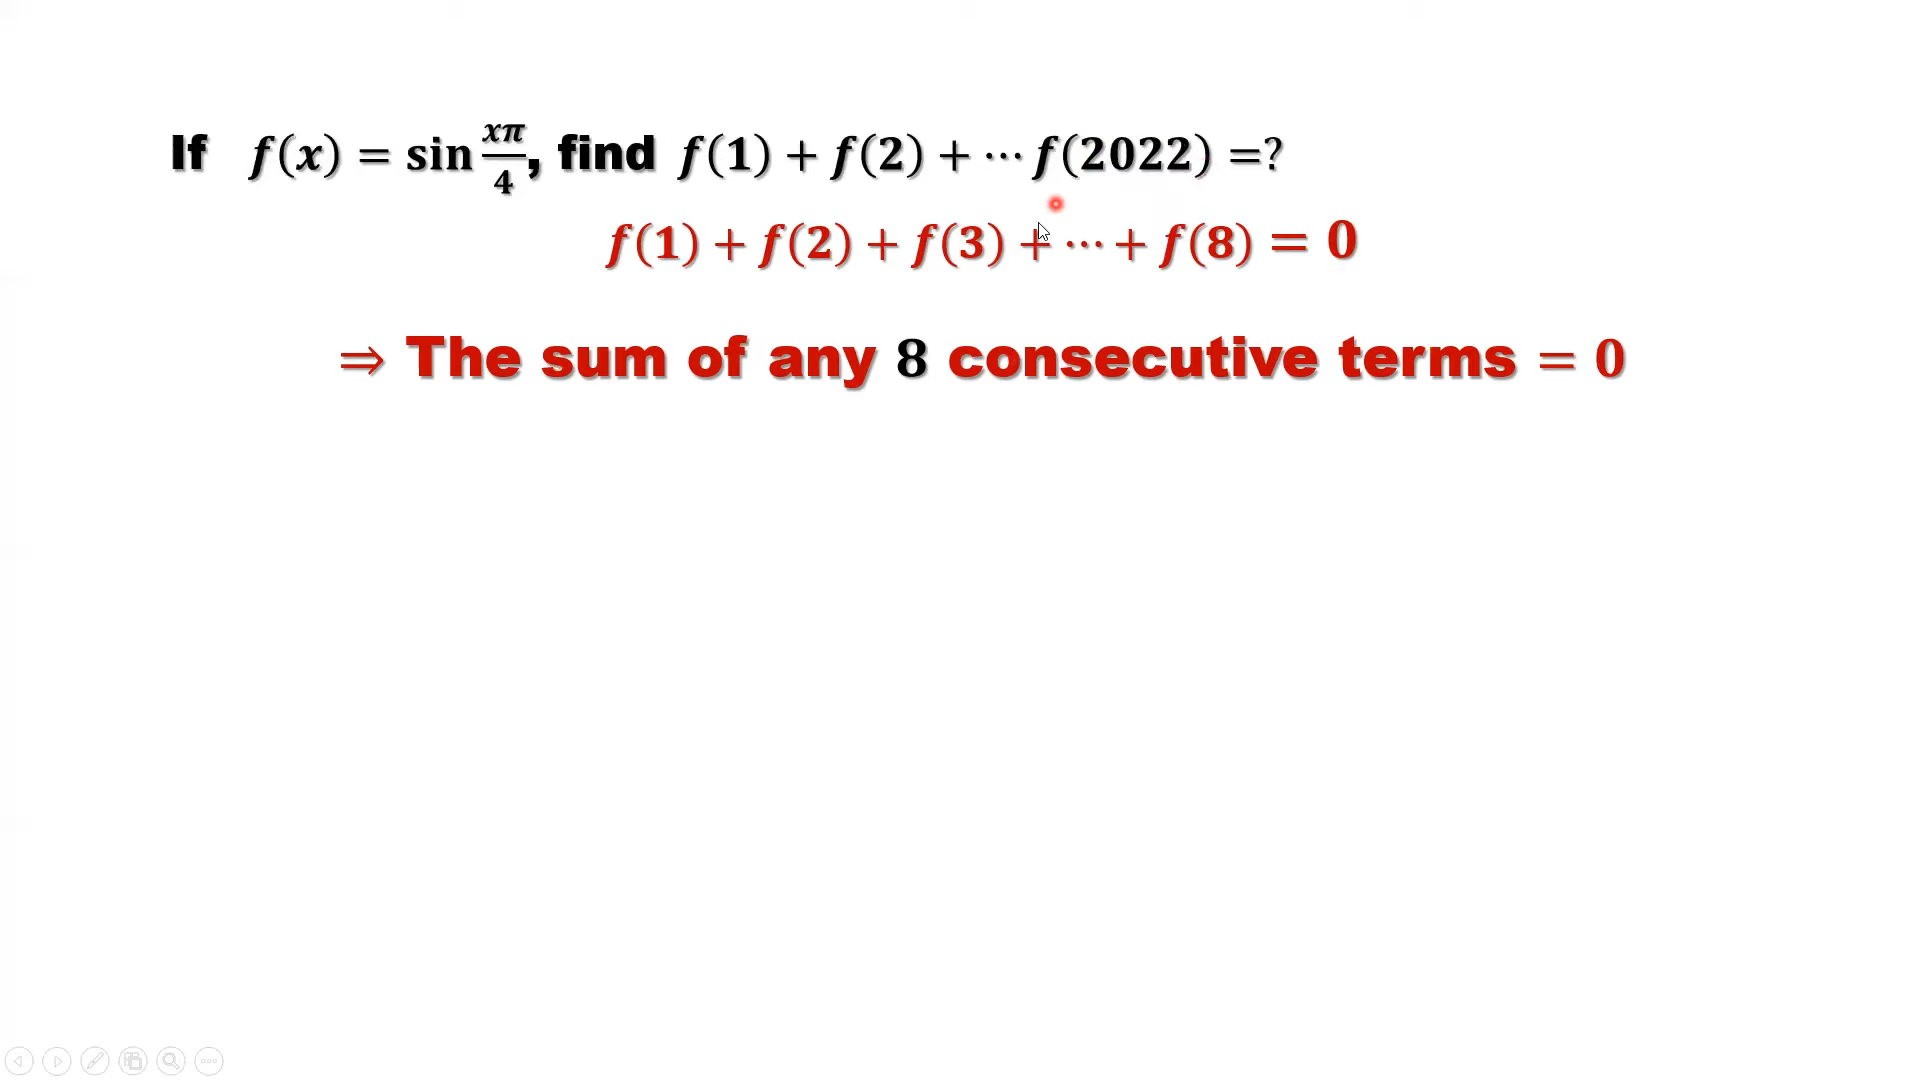 If f(x) = sin xπ/4, find f(1) + f(2) + ⋯ f(2022) =?
f(1) + f(2) + f(3) + ⋯ + f(8) = 0
⇒ The sum of any 8 consecutive terms = 0